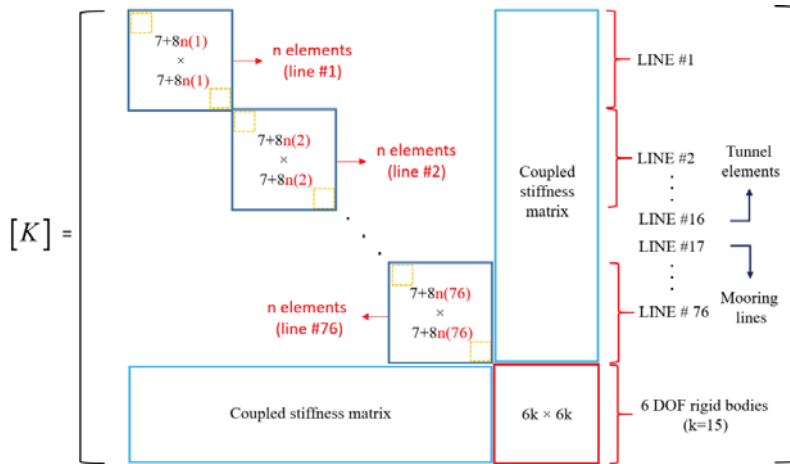 7+8n(1)
×
7+8n(1)
n elements
(line #1)
LINE #1
7+8n(2)
×
7+8n(2)
n elements
(line #2)
LINE #2
Tunnel
elements
Coupled
stiffness
matrix
LINE #16
[K] =
LINE #17
7+8n(76)
×
7+8n(76)
n elements
(line #76)
LINE # 76
Mooring
lines
Coupled stiffness matrix
6k × 6k
6 DOF rigid bodies
(k=15)